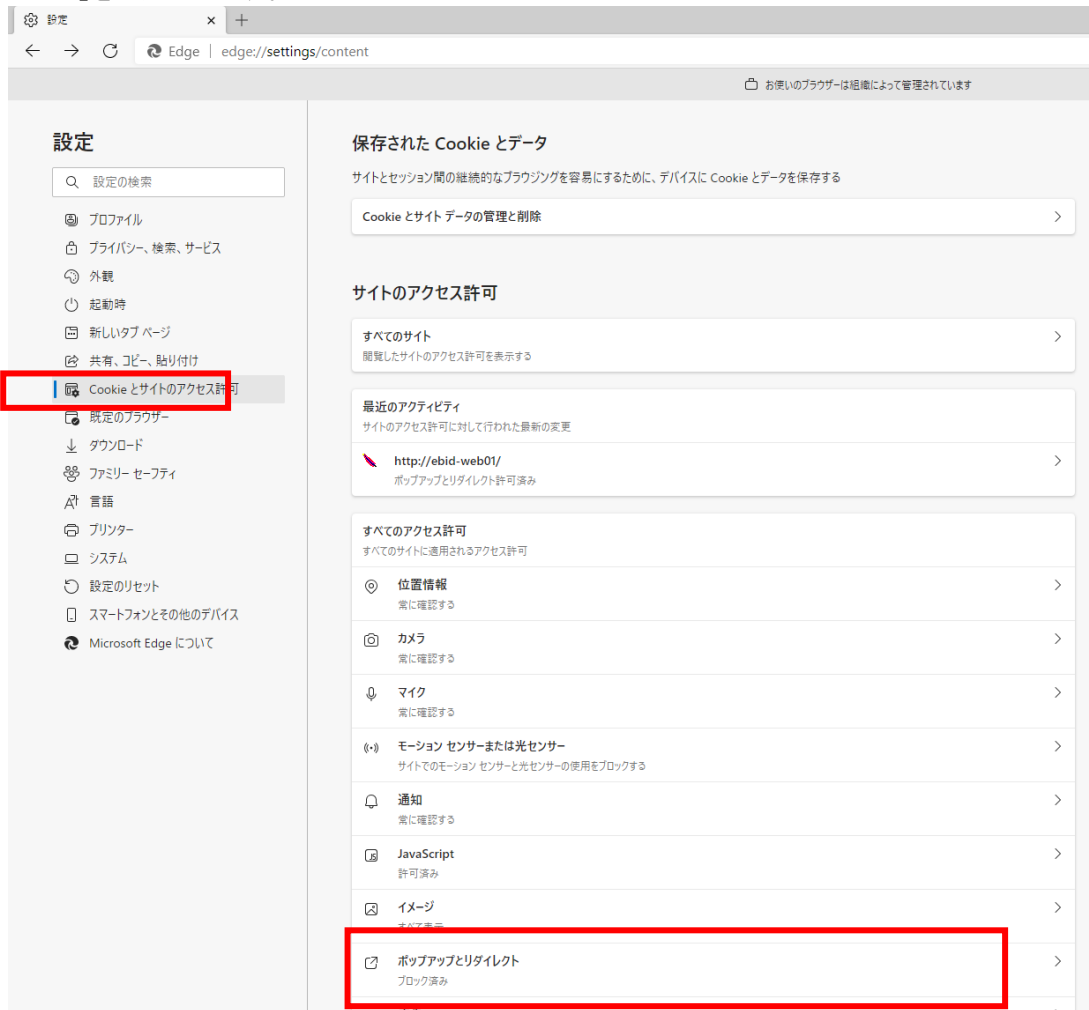 設定
Edge | edge://settings/content
お使いのブラウザーは組織によって管理されています
設定
設定の検索
プロファイル
プライバシー、検索、サービス
外観
起動時
新しいタブ ページ
共有、コピー、貼り付け
Cookie とサイトのアクセス許可
既定のブラウザー
ダウンロード
ファミリー セーフティ
言語
プリンター
システム
設定のリセット
スマートフォンとその他のデバイス
Microsoft Edge について
保存された Cookie とデータ
サイトとセッション間の継続的なブラウジングを容易にするために、デバイスに Cookie とデータを保存する
Cookie とサイト データの管理と削除
サイトのアクセス許可
すべてのサイト
閲覧したサイトのアクセス許可を表示する
最近のアクティビティ
サイトのアクセス許可に対して行われた最新の変更
http://ebid-web01/
ポップアップとリダイレクト許可済み
すべてのアクセス許可
すべてのサイトに適用されるアクセス許可
位置情報
常に確認する
カメラ
常に確認する
マイク
常に確認する
モーション センサーまたは光センサー
サイトでのモーション センサーと光センサーの使用をブロックする
通知
常に確認する
JavaScript
許可済み
イメージ
すべて表示
ポップアップとリダイレクト
ブロック済み